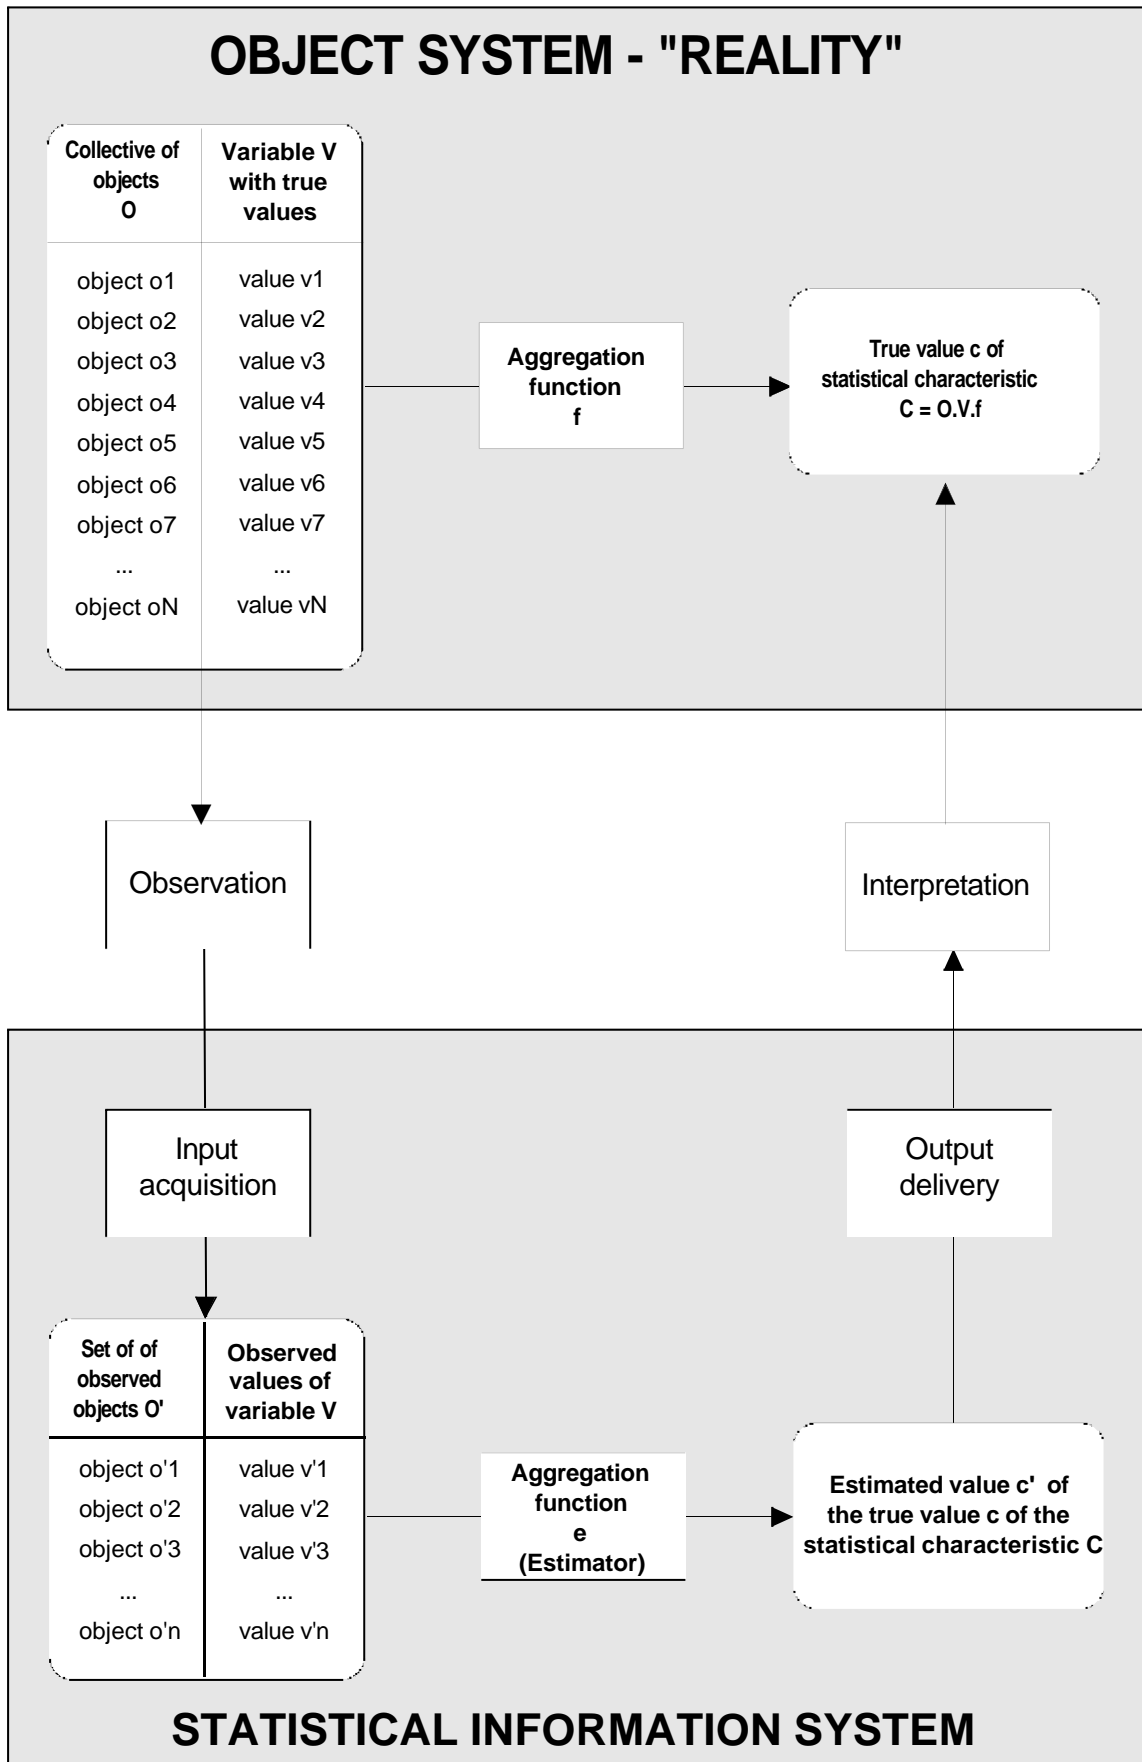 OBJECT SYSTEM - "REALITY"
Collective of
objects
O
Variable V
with true
values
object o1
value v1
object o2
value v2
object o3
value v3
object o4
value v4
object o5
value v5
object o6
value v6
object o7
value v7
...
...
object oN
value vN
Aggregation
function
f
True value c of
statistical characteristic
C = O.V.f
Observation
Interpretation
Input
acquisition
Output
delivery
Set of of
observed
objects O'
Observed
values of
variable V
object o'1
value v'1
object o'2
value v'2
object o'3
value v'3
...
...
object o'n
value v'n
Aggregation
function
e
(Estimator)
Estimated value c' of
the true value c of the
statistical characteristic C
STATISTICAL INFORMATION SYSTEM